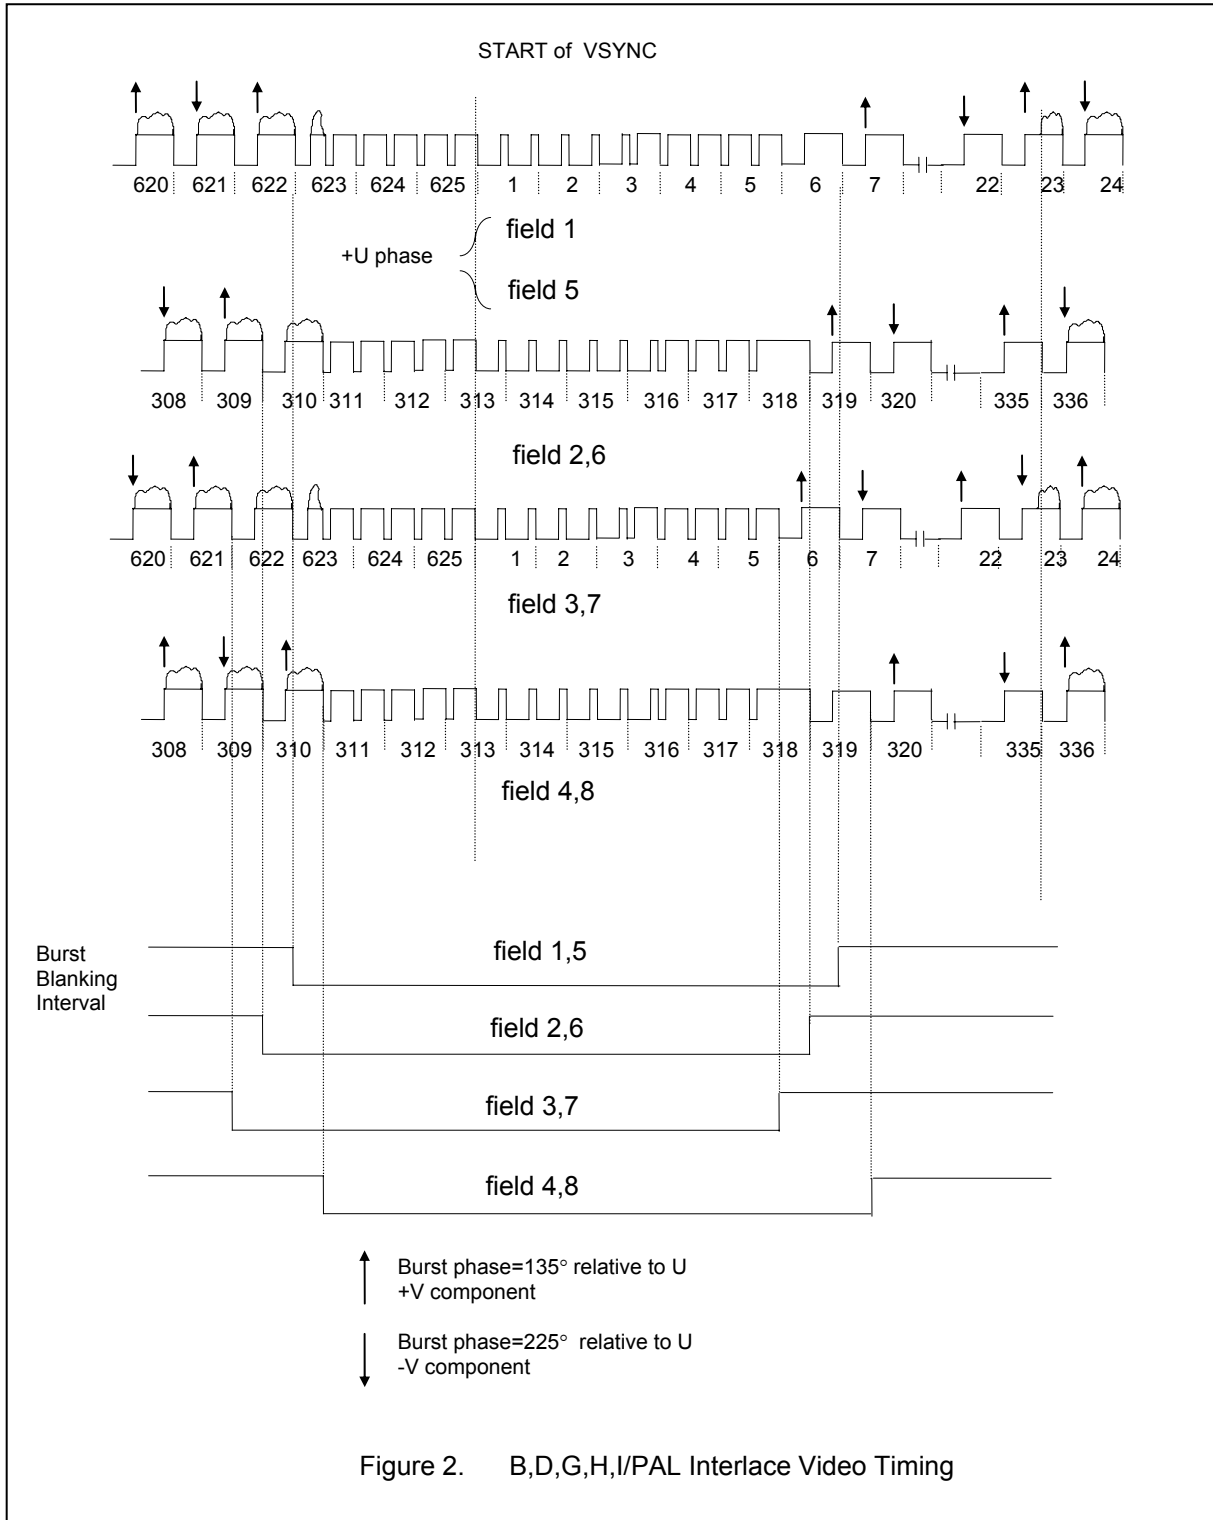 START of VSYNC
620 621 622 623 624 625 1 2 3 4 5 6 7 22 23 24
field 1
+U phase
field 5
308 309 310 311 312 313 314 315 316 317 318 319 320 335 336
field 2,6
620 621 622 623 624 625 1 2 3 4 5 6 7 22 23 24
field 3,7
308 309 310 311 312 313 314 315 316 317 318 319 320 335 336
field 4,8
Burst
Blanking
Interval
field 1,5
field 2,6
field 3,7
field 4,8
Burst phase=135° relative to U
+V component
Burst phase=225° relative to U
-V component
Figure 2. B,D,G,H,I/PAL Interlace Video Timing